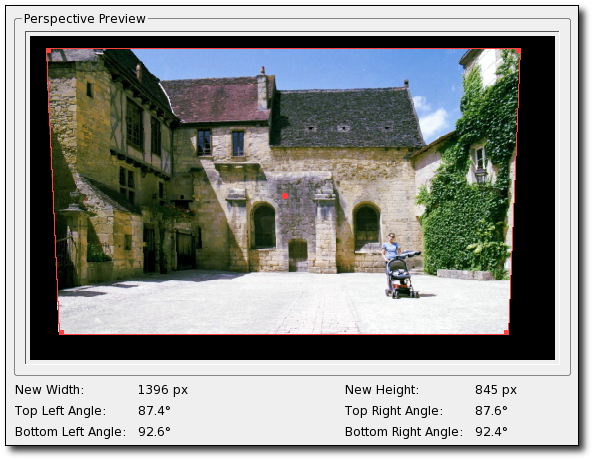 Perspective Preview
New Width: 1396 px New Height: 845 px
Top Left Angle: 87.4° Top Right Angle: 87.6°
Bottom Left Angle: 92.6° Bottom Right Angle: 92.4°